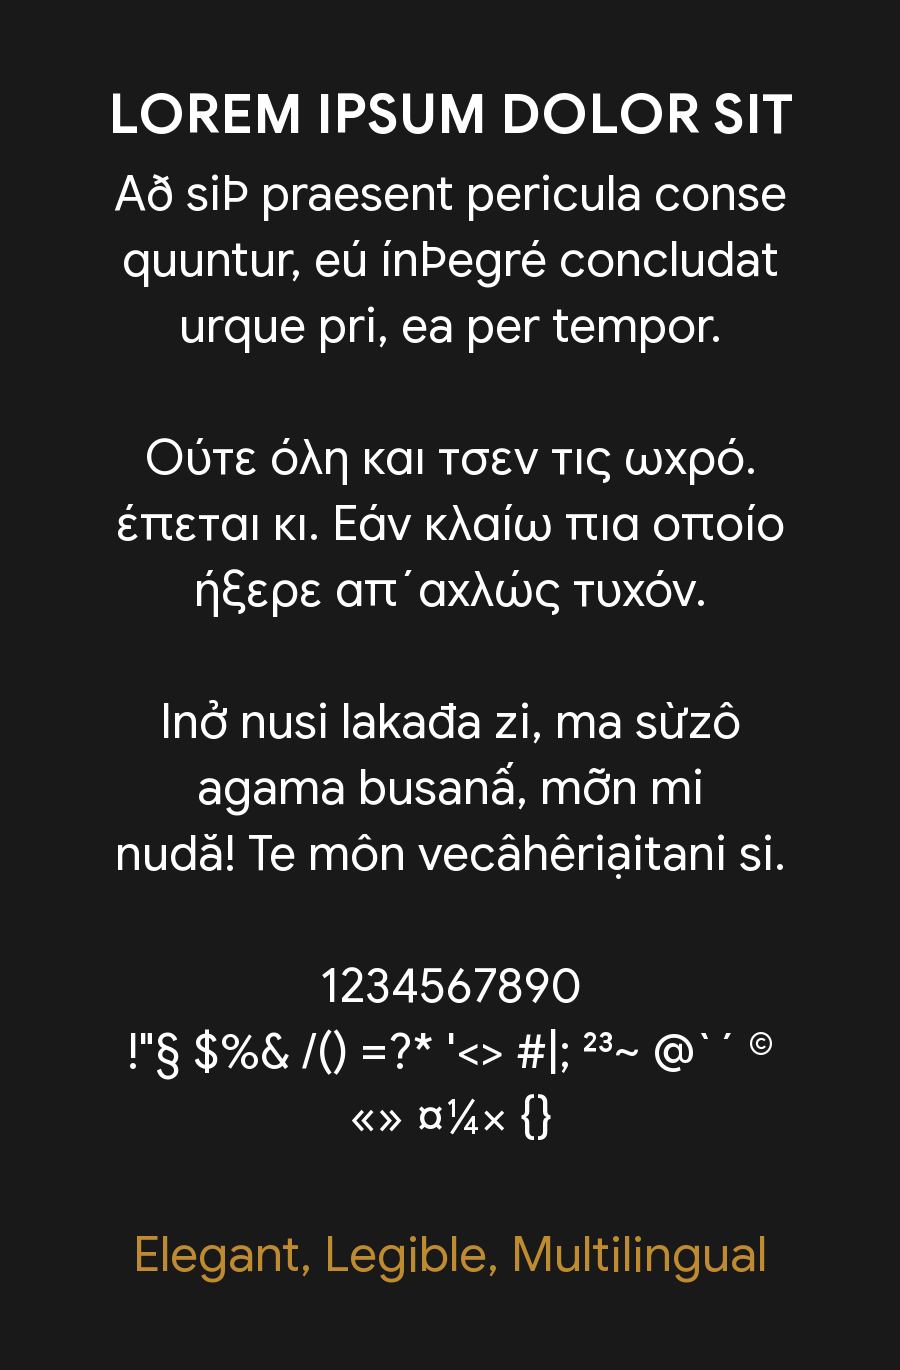 LOREM IPSUM DOLOR SIT
Að siÞ praesent pericula conse
quuntur, eú ínÞegré concludat
urque pri, ea per tempor.
Ούτε όλη και τσεν τις ωχρό.
έπεται κι. Εάν κλαίω πια οποίο
ήξερε απ΄αχλώς τυχόν.
Inở nusi lakađa zi, ma sừzô
agama busanấ, mỡn mi
nudă! Te môn vecâhêriạitani si.
1234567890
!"§ $%& /() =?* '<> #|; ²³~ @`´ ©
«» ¤¼× {}
Elegant, Legible, Multilingual